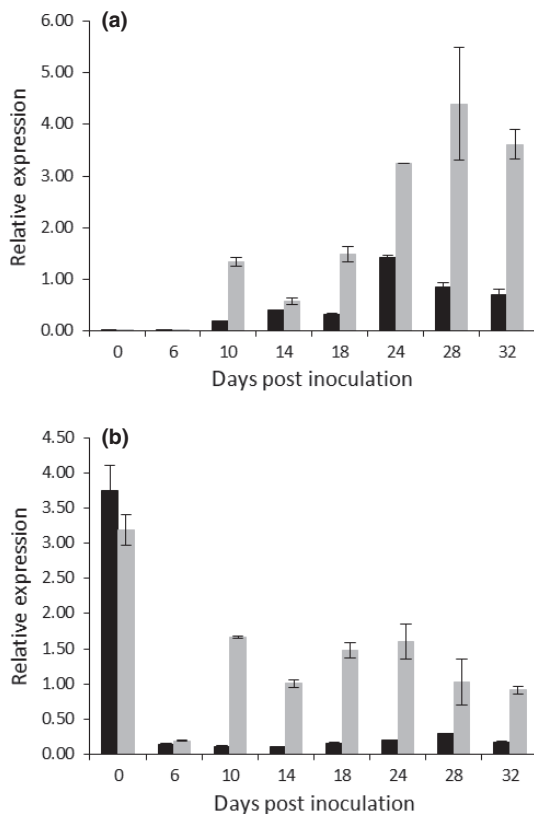 (a)
Relative expression
6.00
5.00
4.00
3.00
2.00
1.00
0.00
0 6 10 14 18 24 28 32
Days post inoculation
(b)
Relative expression
4.50
4.00
3.50
3.00
2.50
2.00
1.50
1.00
0.50
0.00
0 6 10 14 18 24 28 32
Days post inoculation